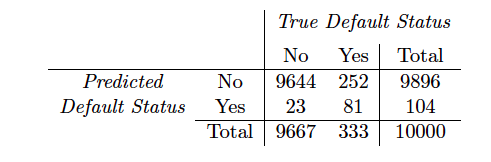 True Default Status
No Yes Total
Predicted No 9644 252 9896
Default Status Yes 23 81 104
Total 9667 333 10000